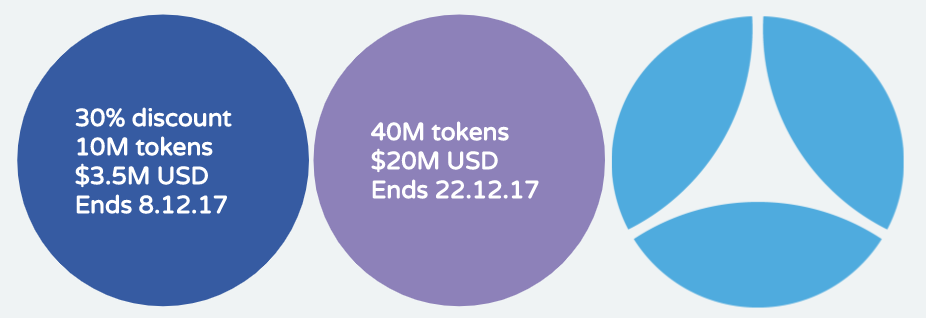 30% discount
10M tokens
$3.5M USD
Ends 8.12.17
40M tokens
$20M USD
Ends 22.12.17